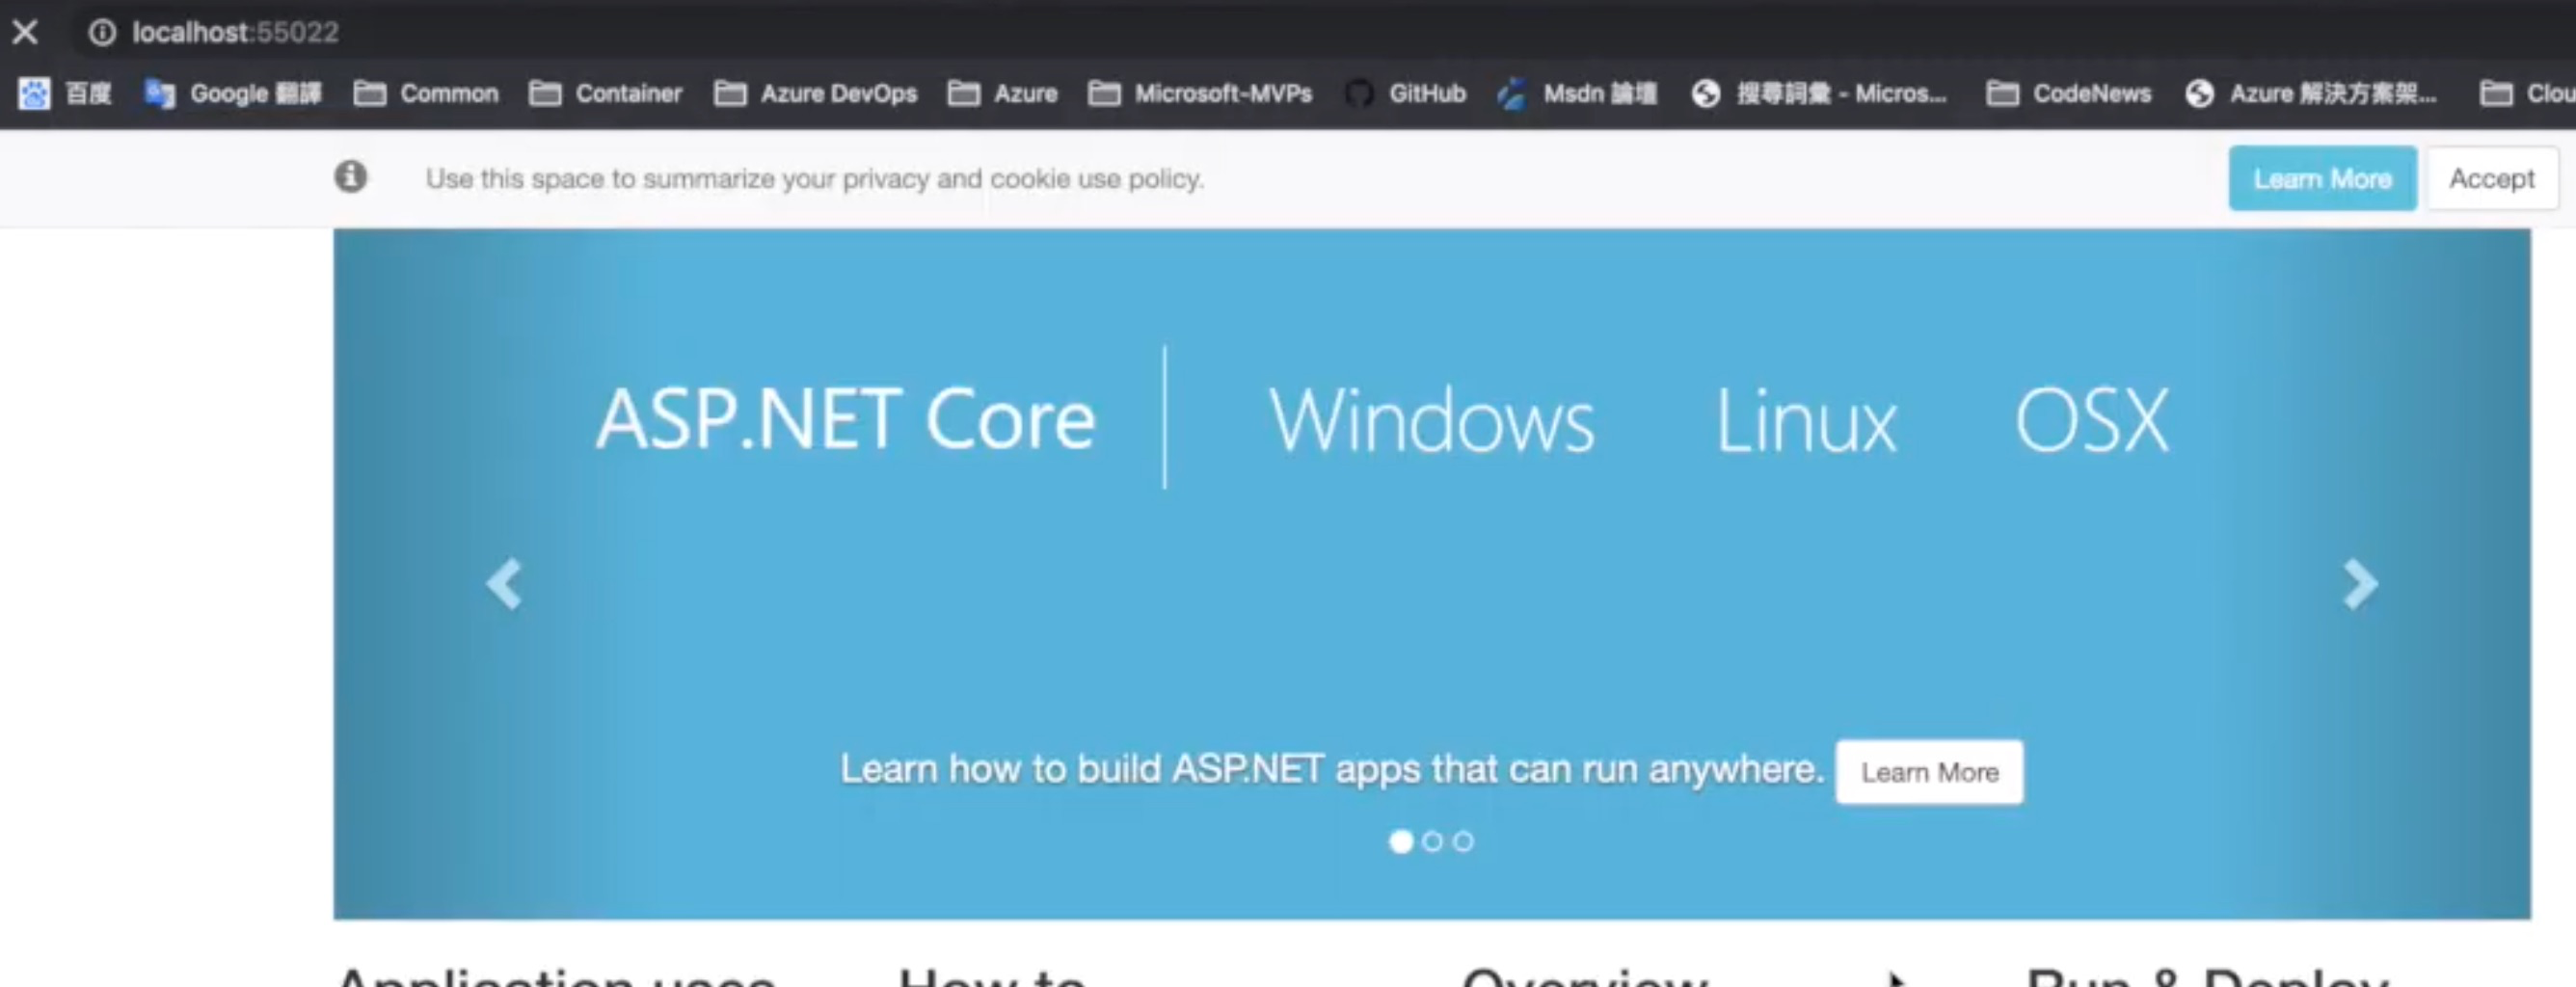 localhost:55022
百度 Google 翻譯 Common Container Azure DevOps Azure Microsoft-MVPs GitHub Msdn 論壇 搜尋詞彙 - Micros... CodeNews Azure 解決方案架... Clou
Use this space to summarize your privacy and cookie use policy. Learn More Accept
ASP.NET Core Windows Linux OSX
Learn how to build ASP.NET apps that can run anywhere. Learn More
Application uses How to Overview Run & Deploy